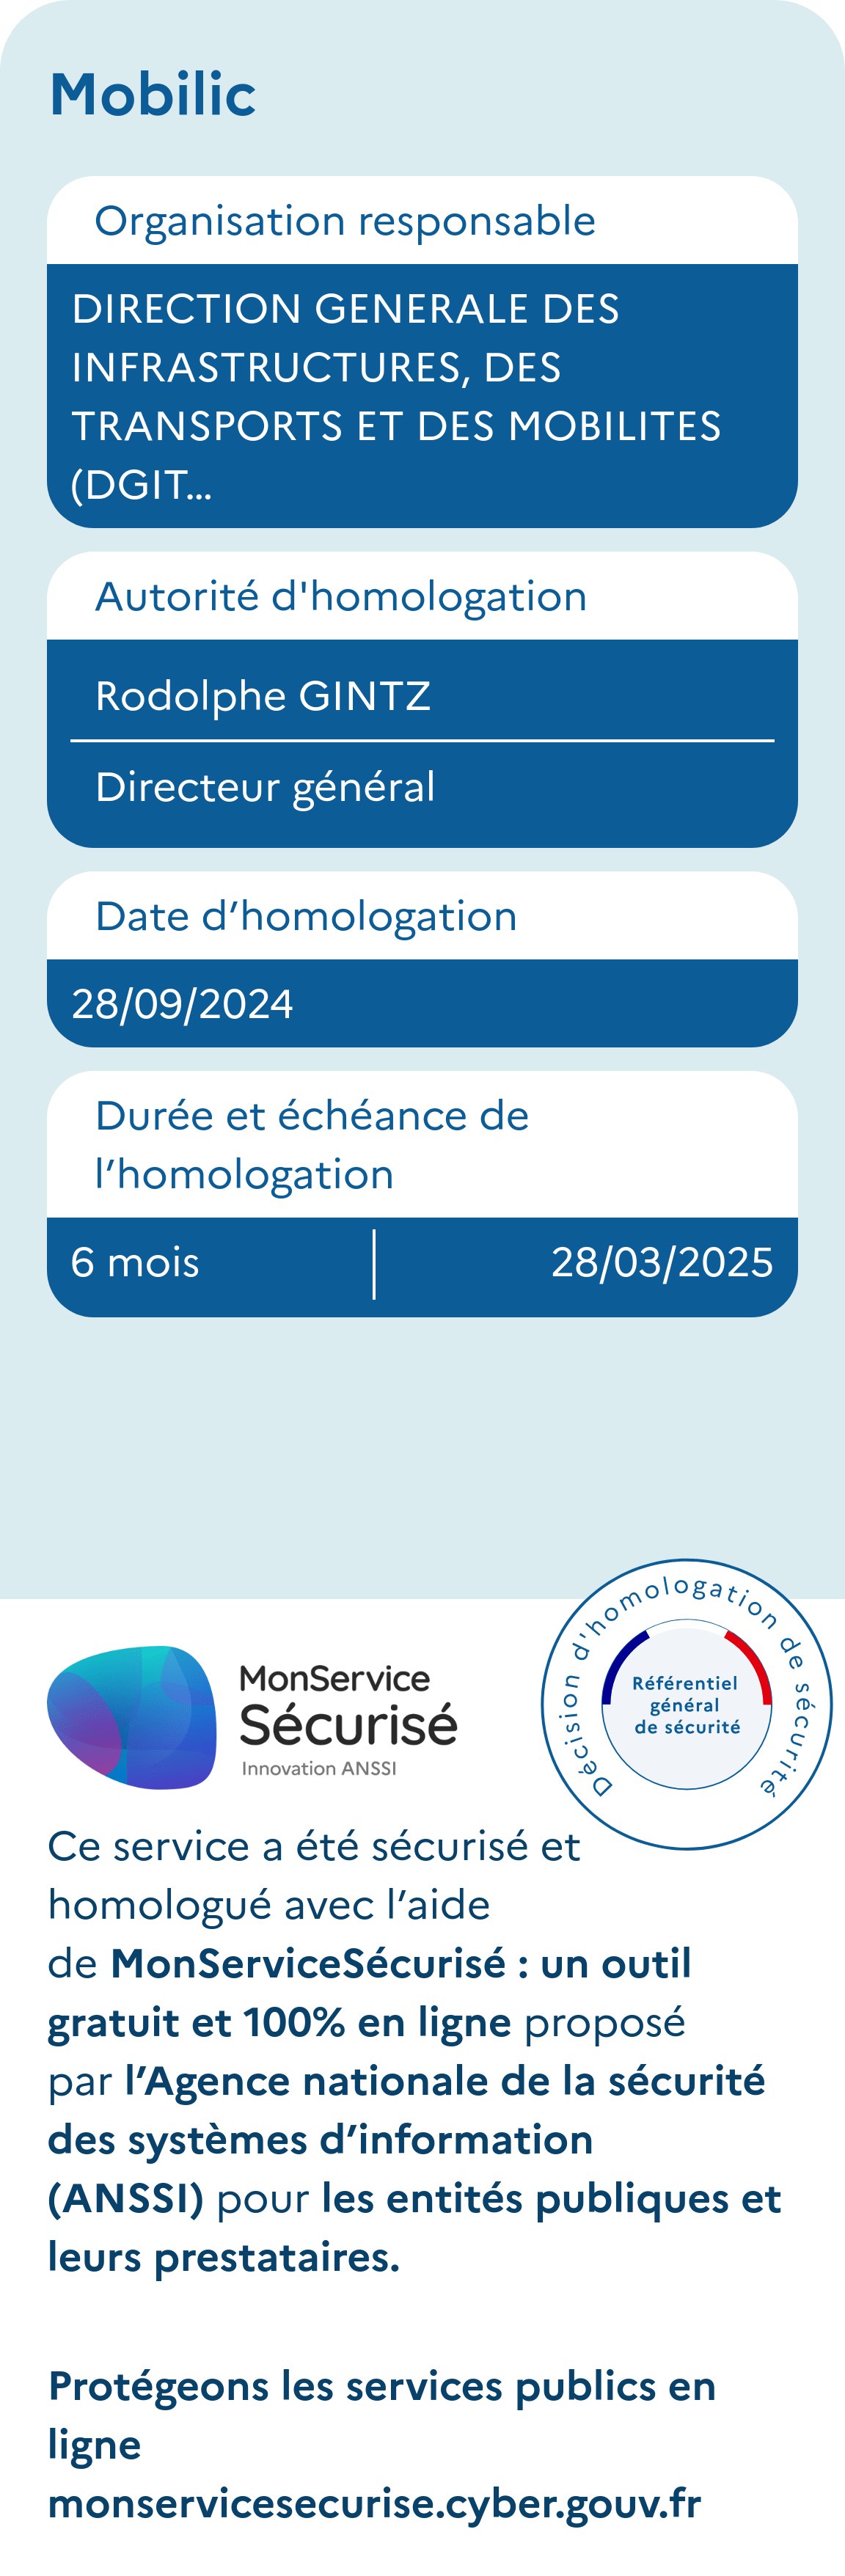 Mobilic
Organisation responsable
DIRECTION GENERALE DES
INFRASTRUCTURES, DES
TRANSPORTS ET DES MOBILITES
(DGIT...
Autorité d'homologation
Rodolphe GINTZ
Directeur général
Date d’homologation
28/09/2024
Durée et échéance de
l’homologation
6 mois
28/03/2025
MonService
Sécurisé
Innovation ANSSI
Décision d'homologation de sécurité
Référentiel
général
de sécurité
Ce service a été sécurisé et
homologué avec l’aide
de MonServiceSécurisé : un outil
gratuit et 100% en ligne proposé
par l’Agence nationale de la sécurité
des systèmes d’information
(ANSSI) pour les entités publiques et
leurs prestataires.
Protégeons les services publics en
ligne
monservicesecurise.cyber.gouv.fr